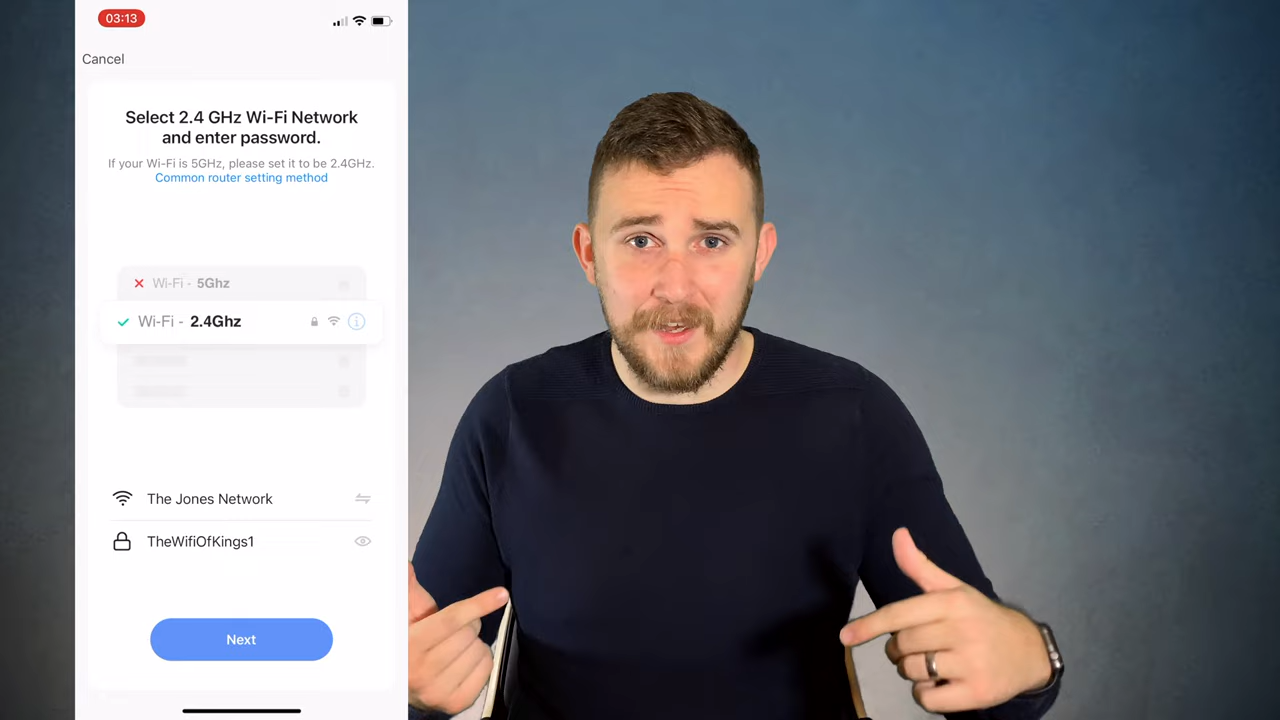 03:13
Cancel
Select 2.4 GHz Wi-Fi Network
and enter password.
If your Wi-Fi is 5GHz, please set it to be 2.4GHz.
Common router setting method
Wi-Fi - 5Ghz
Wi-Fi - 2.4Ghz
The Jones Network
TheWifiOfKings1
Next